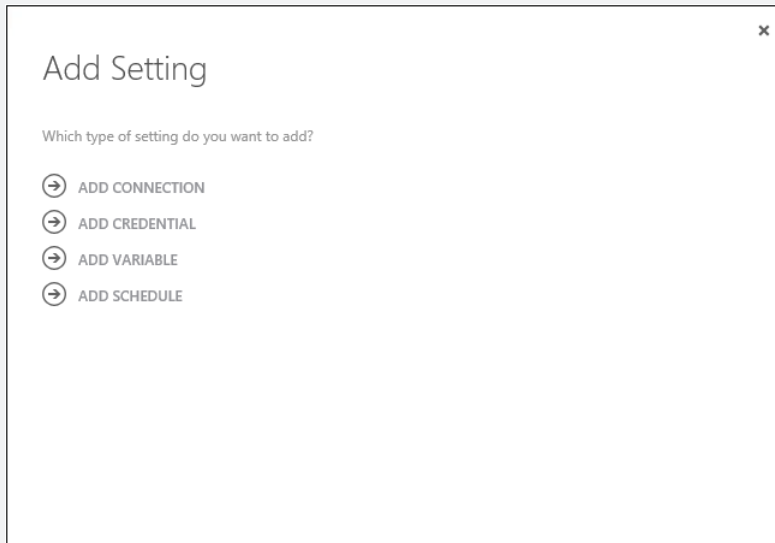 Add Setting
Which type of setting do you want to add?
ADD CONNECTION
ADD CREDENTIAL
ADD VARIABLE
ADD SCHEDULE